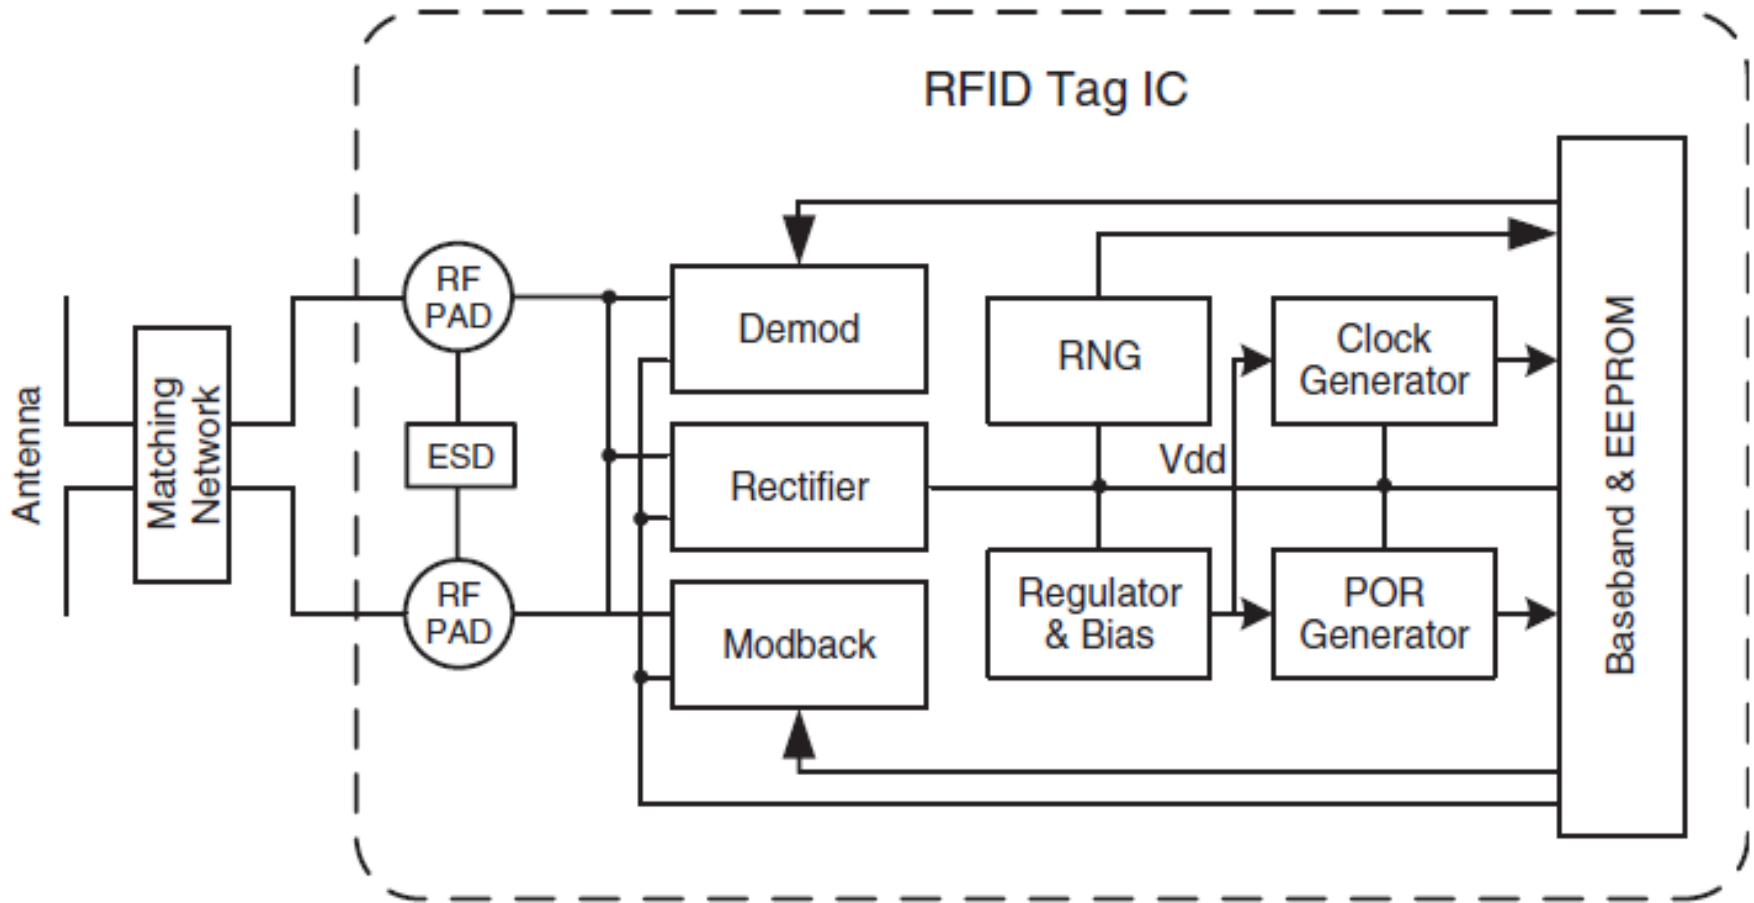 RFID Tag IC
Antenna
Matching
Network
RF
PAD
ESD
RF
PAD
Demod
Rectifier
Modback
RNG
Vdd
Regulator
& Bias
Clock
Generator
POR
Generator
Baseband & EEPROM